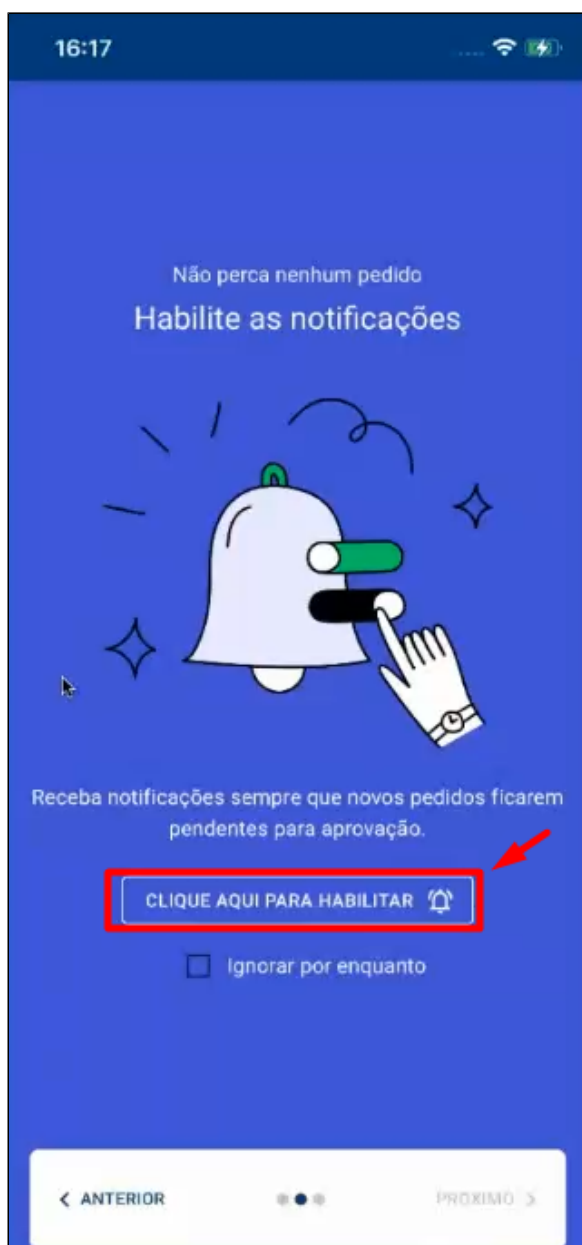 16:17
Não perca nenhum pedido
Habilite as notificações
Receba notificações sempre que novos pedidos ficarem
pendentes para aprovação.
CLIQUE AQUI PARA HABILITAR
Ignorar por enquanto
ANTERIOR
PRÓXIMO